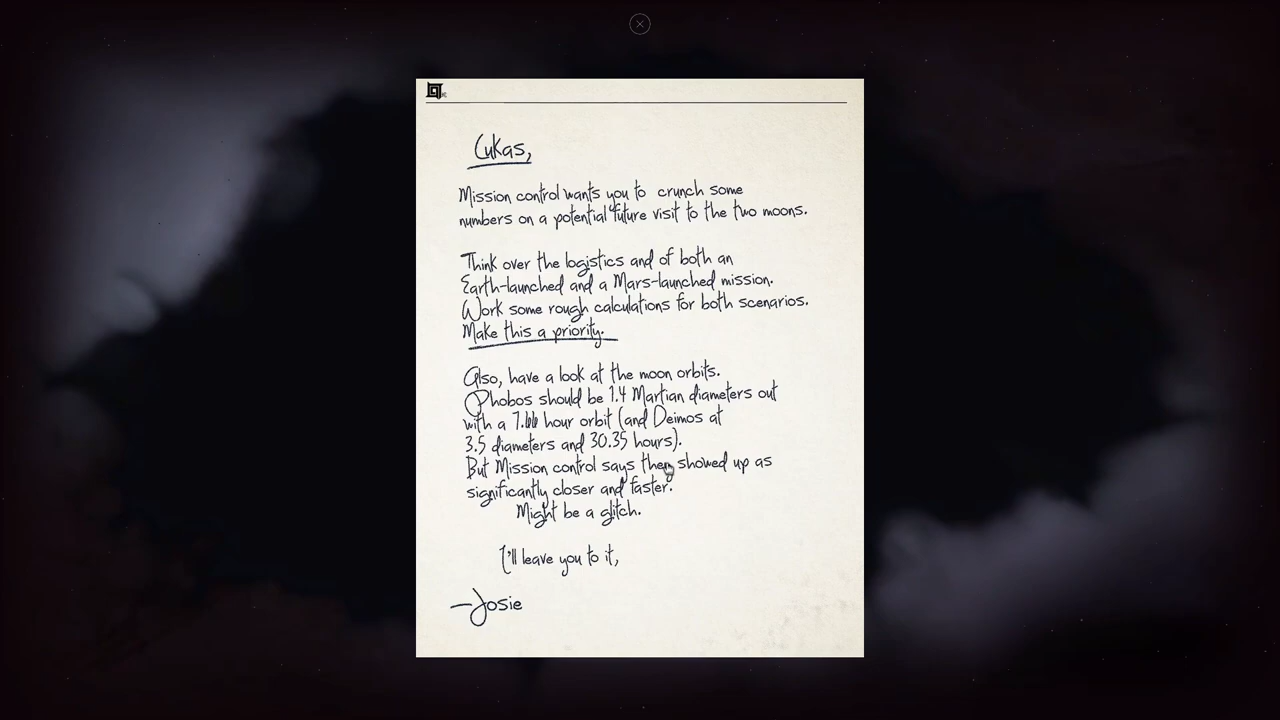 Lukas,
Mission control wants you to crunch some
numbers on a potential future visit to the two moons.
Think over the logistics and of both an
Earth-launched and a Mars-launched mission.
Work some rough calculations for both scenarios.
Make this a priority.
Also, have a look at the moon orbits.
Phobos should be 1.4 Martian diameters out
with a 7.66 hour orbit (and Deimos at
3.5 diameters and 30.35 hours).
But Mission control says they showed up as
significantly closer and faster.
Might be a glitch.
I'll leave you to it,
—Josie